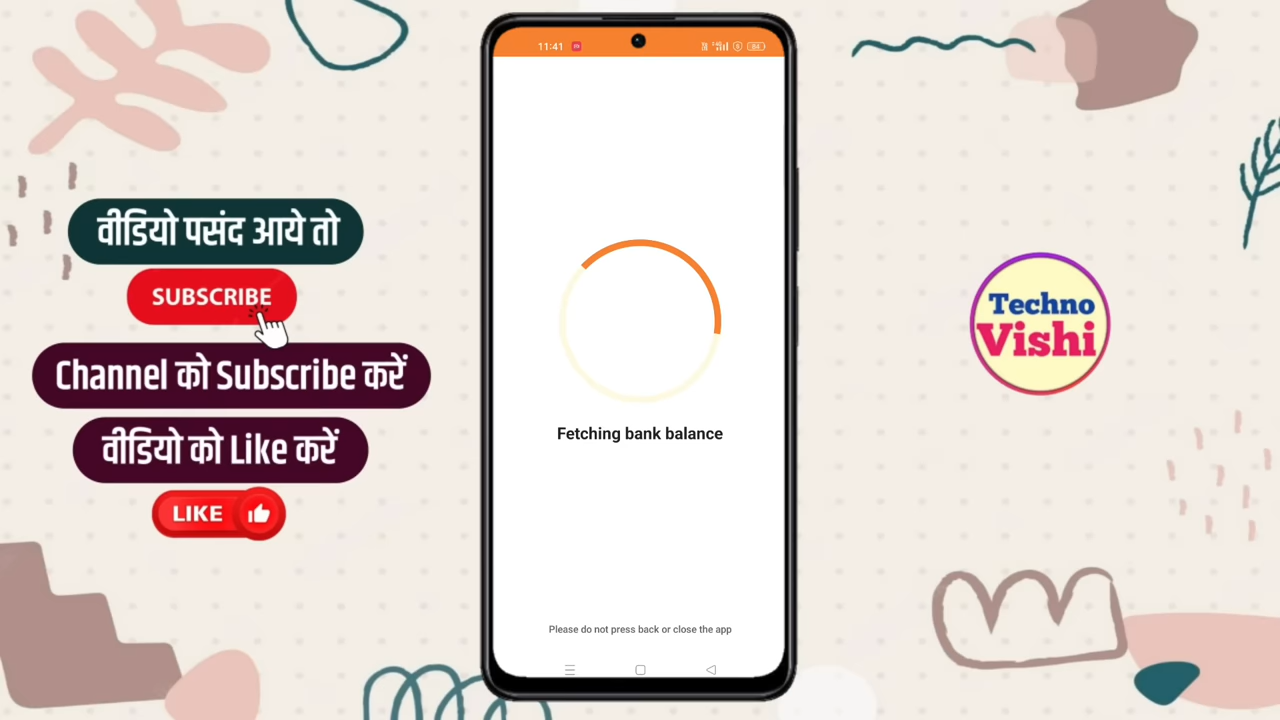 वीडियो पसंद आये तो
SUBSCRIBE
Channel को Subscribe करें
वीडियो को Like करें
LIKE
11:41
Fetching bank balance
Please do not press back or close the app
Techno
Vishi